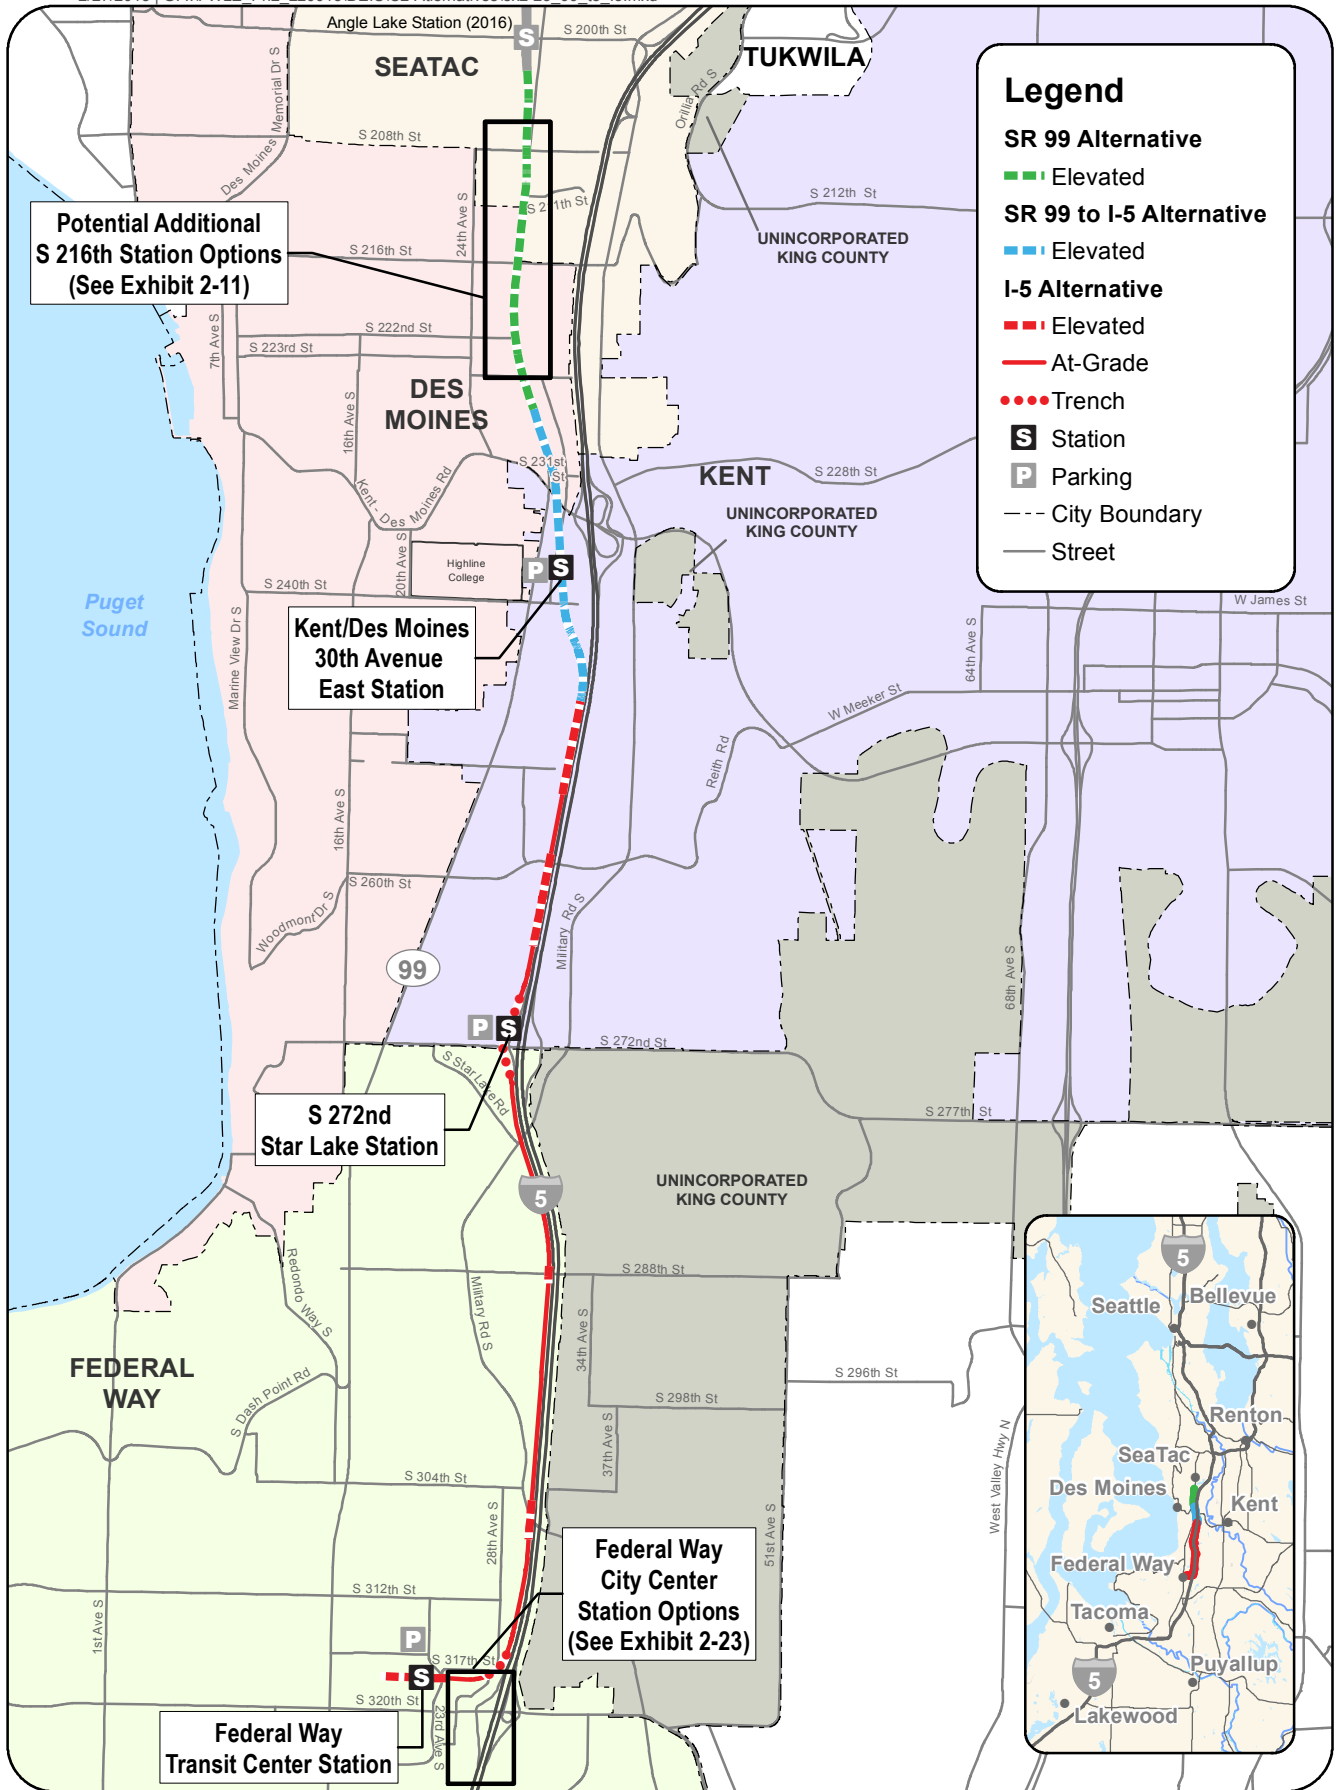 Angle Lake Station (2016)
S
S 200th St
SEATAC
TUKWILA
Des Moines Memorial Dr S
S 208th St
Orillia Rd S
24th Ave S
S 211th St
S 212th St
Potential Additional
S 216th Station Options
(See Exhibit 2-11)
S 216th St
UNINCORPORATED
KING COUNTY
7th Ave S
S 222nd St
S 223rd St
16th Ave S
DES
MOINES
Kent - Des Moines Rd
S 231st
St
KENT
S 228th St
UNINCORPORATED
KING COUNTY
20th Ave S
Highline
College
P
S
S 240th St
Puget
Sound
Marine View Dr S
Kent/Des Moines
30th Avenue
East Station
64th Ave S
W James St
W Meeker St
Reith Rd
16th Ave S
S 260th St
Woodmont Dr S
Military Rd S
99
68th Ave S
P
S
S 272nd St
S Star Lake Rd
S 272nd
Star Lake Station
S 277th St
5
UNINCORPORATED
KING COUNTY
Redondo Way S
Military Rd S
S 288th St
34th Ave S
FEDERAL
WAY
S Dash Point Rd
S 296th St
S 298th St
37th Ave S
West Valley Hwy N
S 304th St
28th Ave S
51st Ave S
Federal Way
City Center
Station Options
(See Exhibit 2-23)
S 312th St
1st Ave S
P
S 317th St
S
S 320th St
23rd Ave S
Federal Way
Transit Center Station
Legend
SR 99 Alternative
Elevated
SR 99 to I-5 Alternative
Elevated
I-5 Alternative
Elevated
At-Grade
Trench
S Station
P Parking
City Boundary
Street
5
Seattle
Bellevue
Renton
SeaTac
Des Moines
Kent
Federal Way
Tacoma
5
Puyallup
Lakewood